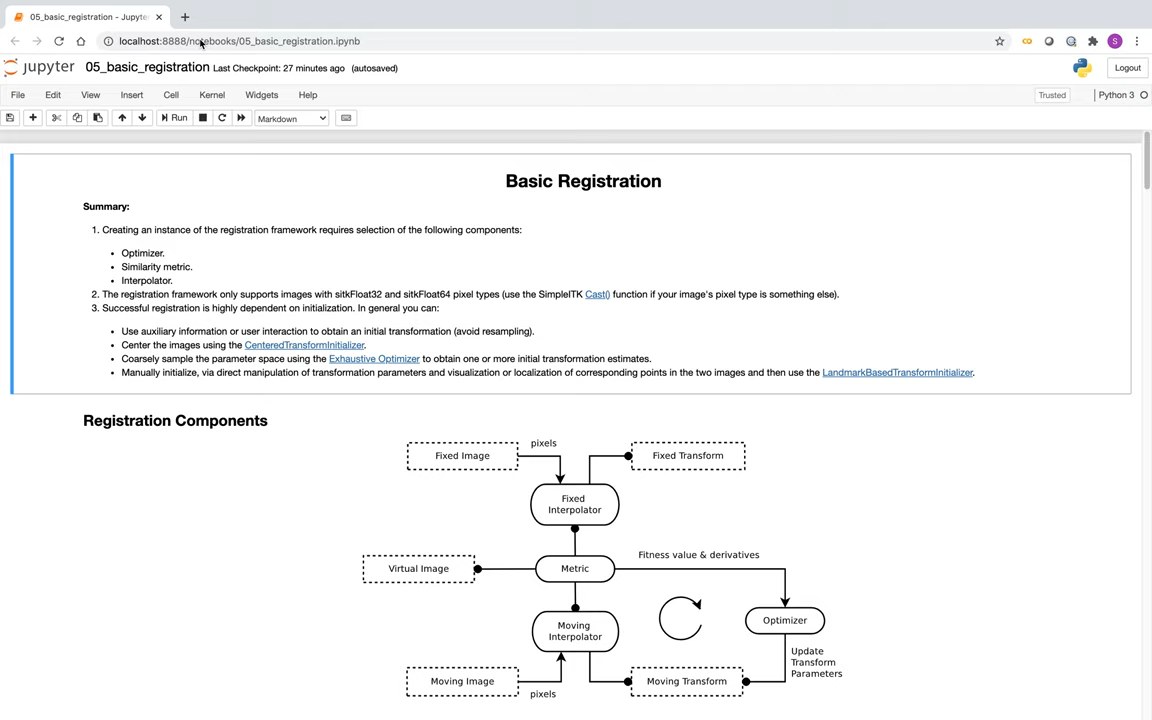 05_basic_registration - Jupyte
localhost:8888/notebooks/05_basic_registration.ipynb
S
jupyter 05_basic_registration Last Checkpoint: 27 minutes ago (autosaved)
Logout
File Edit View Insert Cell Kernel Widgets Help
Trusted Python 3
Run
Markdown
Basic Registration
Summary:
1. Creating an instance of the registration framework requires selection of the following components:
• Optimizer.
• Similarity metric.
• Interpolator.
2. The registration framework only supports images with sitkFloat32 and sitkFloat64 pixel types (use the SimpleITK Cast() function if your image's pixel type is something else).
3. Successful registration is highly dependent on initialization. In general you can:
• Use auxiliary information or user interaction to obtain an initial transformation (avoid resampling).
• Center the images using the CenteredTransformInitializer.
• Coarsely sample the parameter space using the Exhaustive Optimizer to obtain one or more initial transformation estimates.
• Manually initialize, via direct manipulation of transformation parameters and visualization or localization of corresponding points in the two images and then use the LandmarkBasedTransformInitializer.
Registration Components
pixels
Fixed Image
Fixed Transform
Fixed
Interpolator
Fitness value & derivatives
Virtual Image
Metric
Optimizer
Moving
Interpolator
Update
Transform
Parameters
Moving Image
Moving Transform
pixels